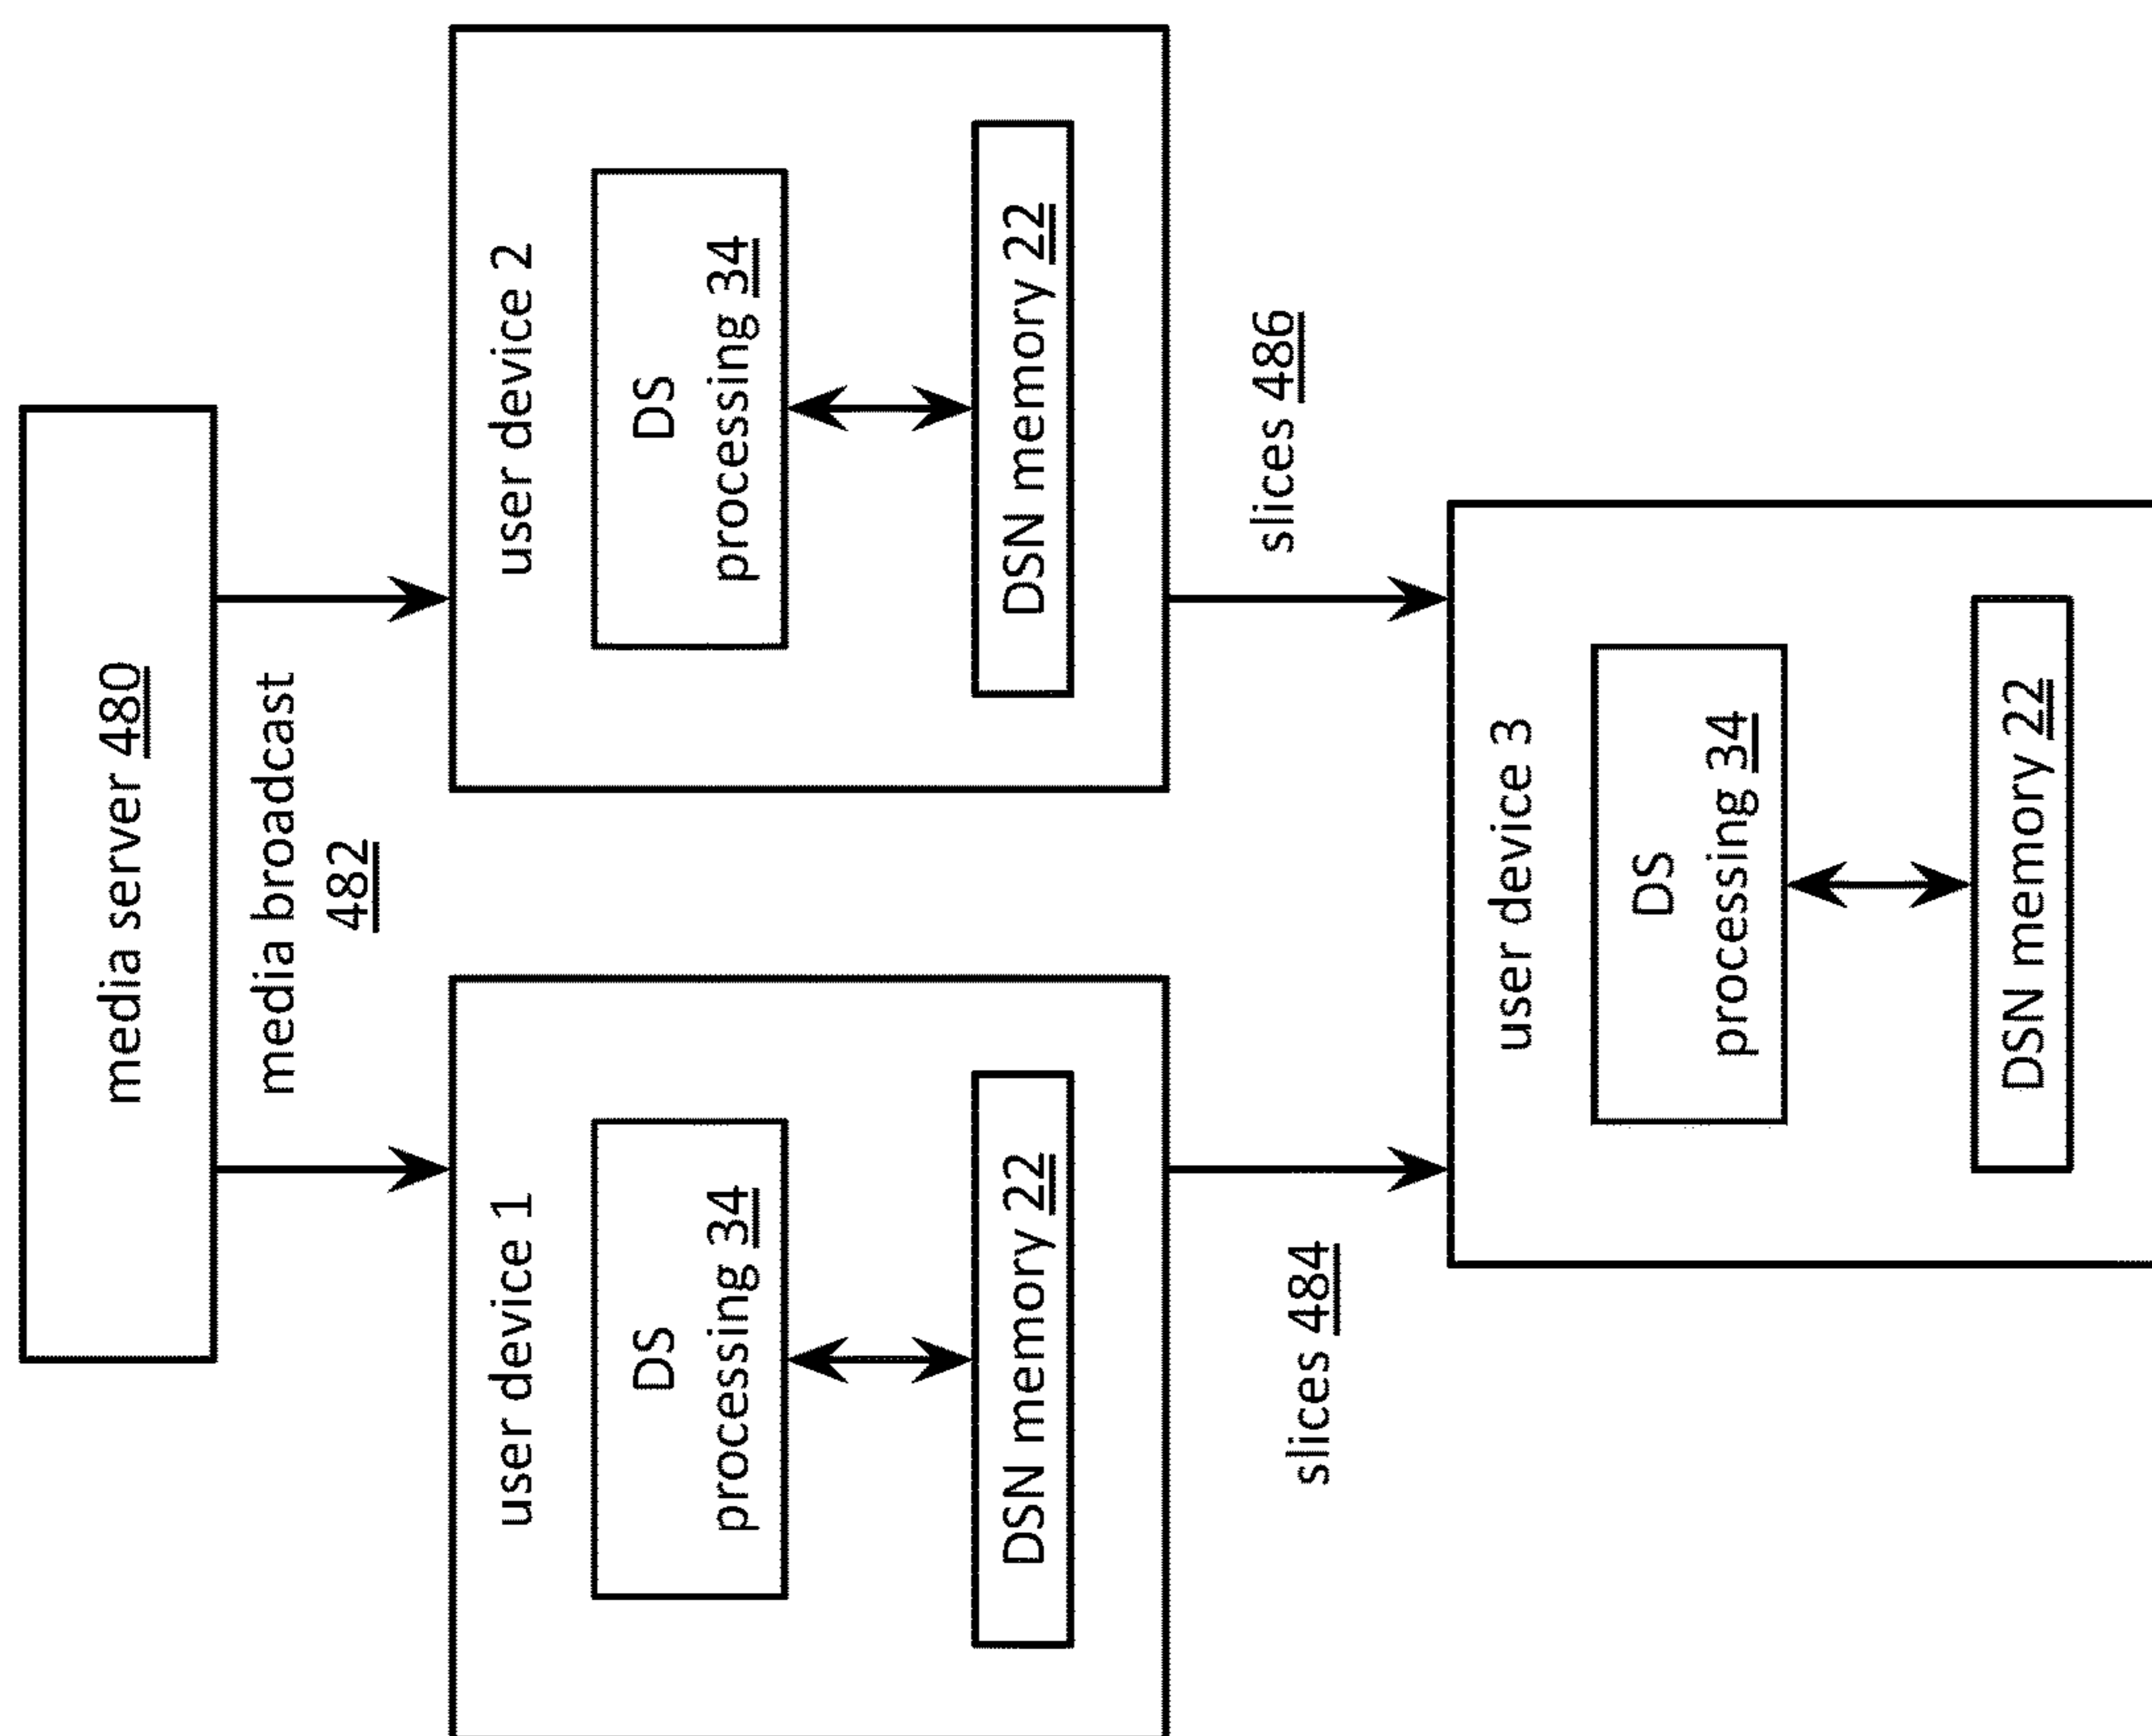 media server 480
media broadcast
482
user device 1
DS
processing 34
DSN memory 22
user device 2
DS
processing 34
DSN memory 22
slices 484
slices 486
user device 3
DS
processing 34
DSN memory 22